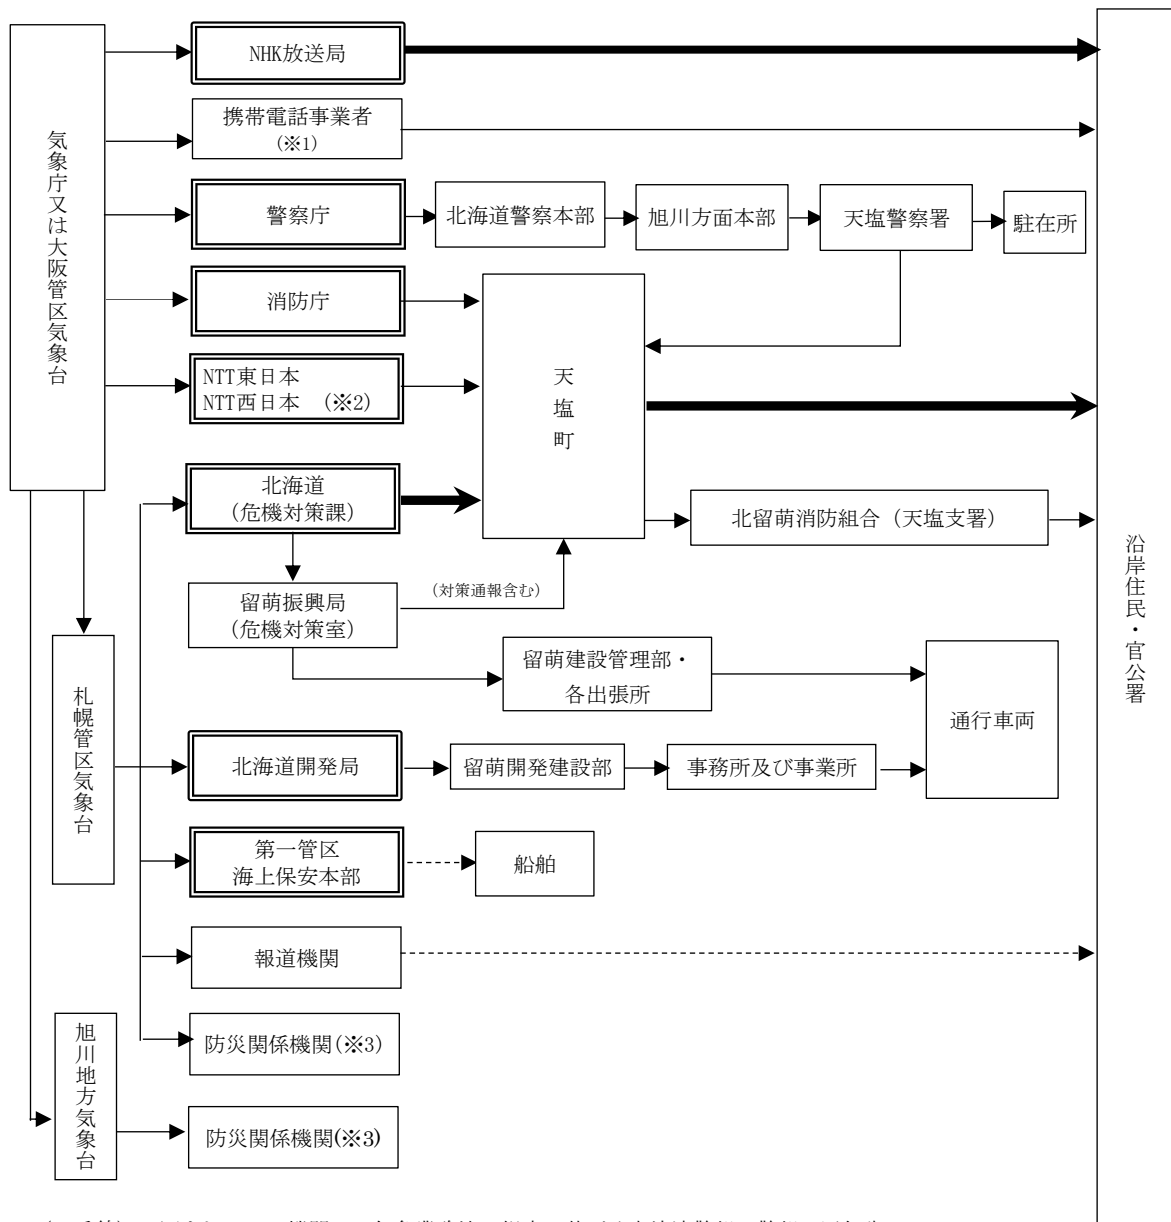 気象庁又は大阪管区気象台
NHK放送局
携帯電話事業者
(※1)
警察庁
北海道警察本部
旭川方面本部
天塩警察署
駐在所
消防庁
NTT東日本
NTT西日本 (※2)
天塩町
北海道
(危機対策課)
北留萌消防組合（天塩支署）
留萌振興局
(危機対策室)
(対策通報含む)
留萌建設管理部・
各出張所
通行車両
沿岸住民・官公署
札幌管区気象台
北海道開発局
留萌開発建設部
事務所及び事業所
第一管区
海上保安本部
船舶
報道機関
防災関係機関(※3)
旭川地方気象台
防災関係機関(※3)